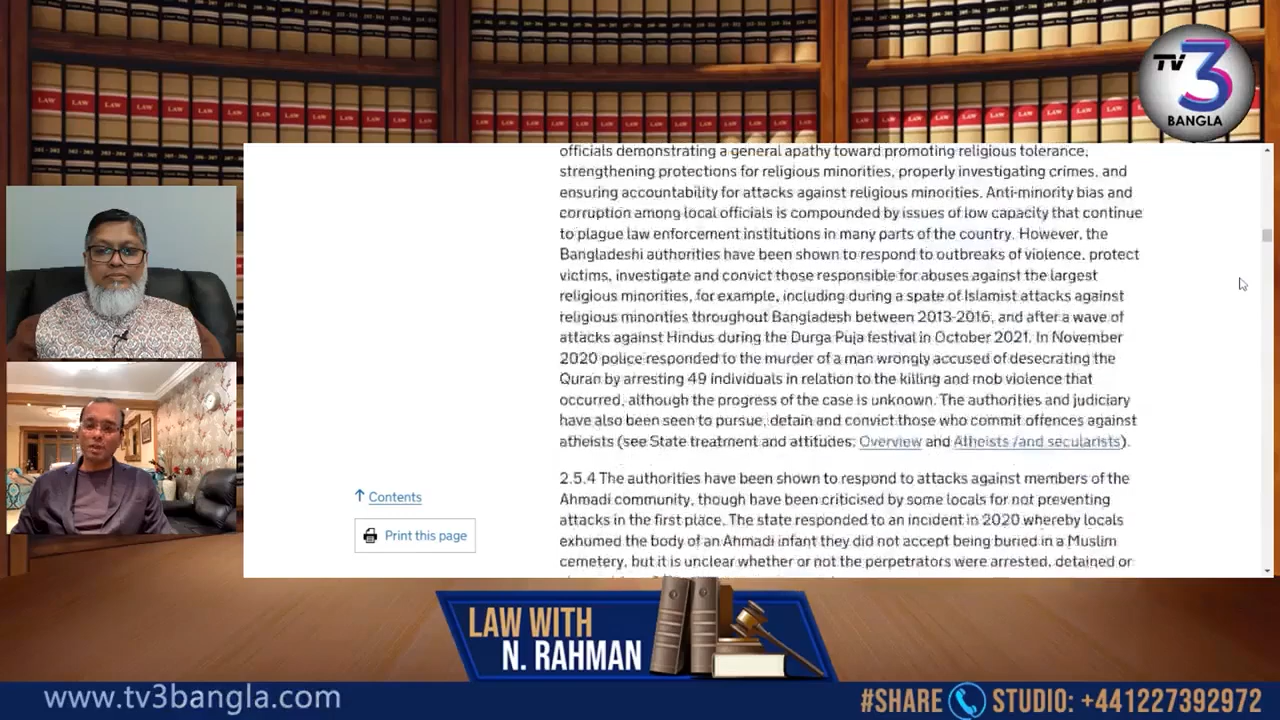 TV 3
BANGLA
officials demonstrating a general apathy toward promoting religious tolerance,
strengthening protections for religious minorities, properly investigating crimes, and
ensuring accountability for attacks against religious minorities. Anti-minority bias and
corruption among local officials is compounded by issues of low capacity that continue
to plague law enforcement institutions in many parts of the country. However, the
Bangladeshi authorities have been shown to respond to outbreaks of violence, protect
victims, investigate and convict those responsible for abuses against the largest
religious minorities, for example, including during a spate of Islamist attacks against
religious minorities throughout Bangladesh between 2013-2016, and after a wave of
attacks against Hindus during the Durga Puja festival in October 2021. In November
2020 police responded to the murder of a man wrongly accused of desecrating the
Quran by arresting 49 individuals in relation to the killing and mob violence that
occurred, although the progress of the case is unknown. The authorities and judiciary
have also been seen to pursue, detain and convict those who commit offences against
atheists (see State treatment and attitudes: Overview and Atheists /and secularists).
↑ Contents
Print this page
2.5.4 The authorities have been shown to respond to attacks against members of the
Ahmadi community, though have been criticised by some locals for not preventing
attacks in the first place. The state responded to an incident in 2020 whereby locals
exhumed the body of an Ahmadi infant they did not accept being buried in a Muslim
cemetery, but it is unclear whether or not the perpetrators were arrested, detained or
LAW WITH
N. RAHMAN
www.tv3bangla.com
#SHARE STUDIO: +441227392972